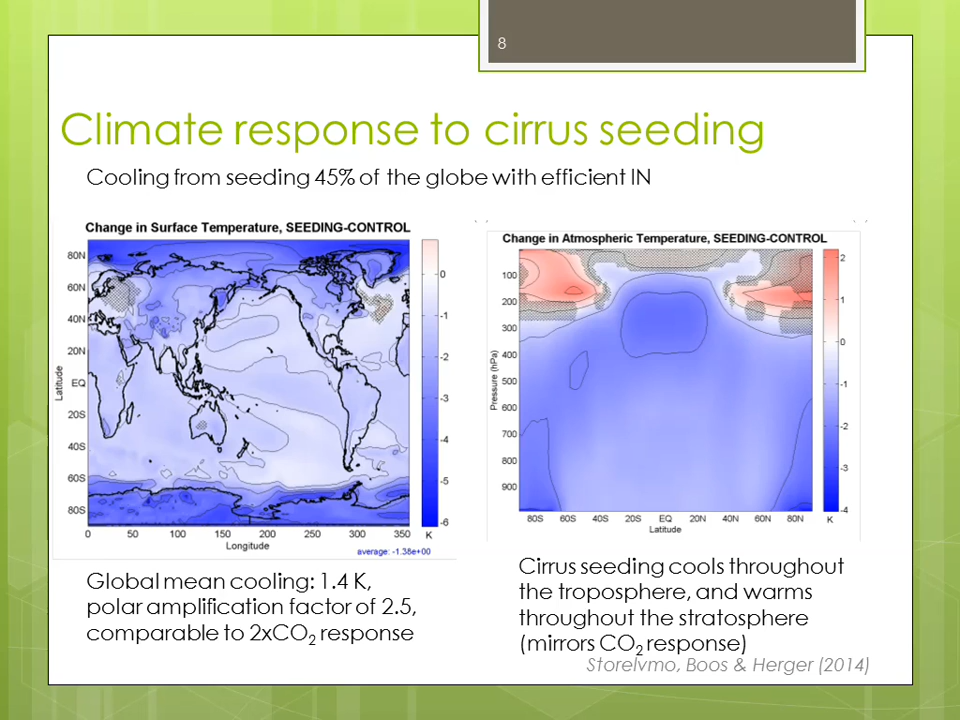 8
Climate response to cirrus seeding
Cooling from seeding 45% of the globe with efficient IN
Change in Surface Temperature, SEEDING-CONTROL
80N
60N
40N
20N
EQ
20S
40S
60S
80S
Latitude
0 50 100 150 200 250 300 350
Longitude
0
-1
-2
-3
-4
-5
-6
K
average: -1.38e+00
Change in Atmospheric Temperature, SEEDING-CONTROL
100
200
300
400
500
600
700
800
900
Pressure (hPa)
80S 60S 40S 20S EQ 20N 40N 60N 80N
Latitude
2
1
0
-1
-2
-3
-4
K
Global mean cooling: 1.4 K,
polar amplification factor of 2.5,
comparable to 2xCO₂ response
Cirrus seeding cools throughout
the troposphere, and warms
throughout the stratosphere
(mirrors CO₂ response)
Storelvmo, Boos & Herger (2014)